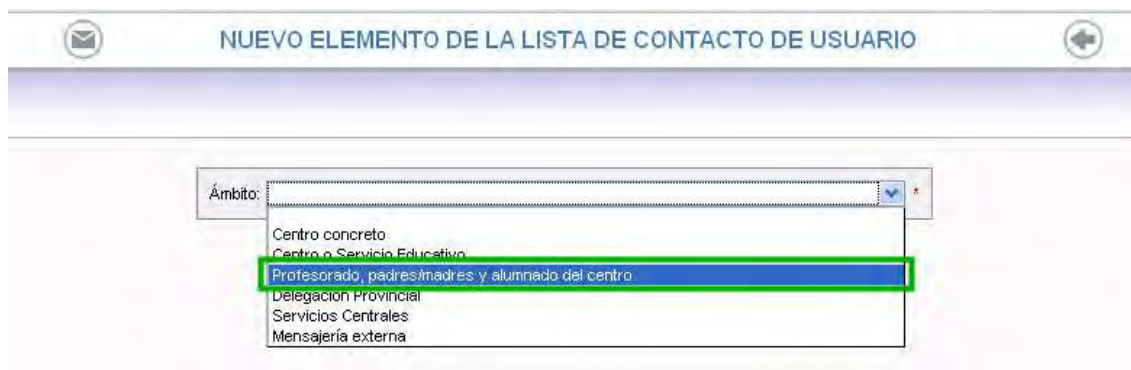 NUEVO ELEMENTO DE LA LISTA DE CONTACTO DE USUARIO
Ámbito: *
Centro concreto
Centro o Servicio Educativo
Profesorado, padres/madres y alumnado del centro
Delegación Provincial
Servicios Centrales
Mensajería externa